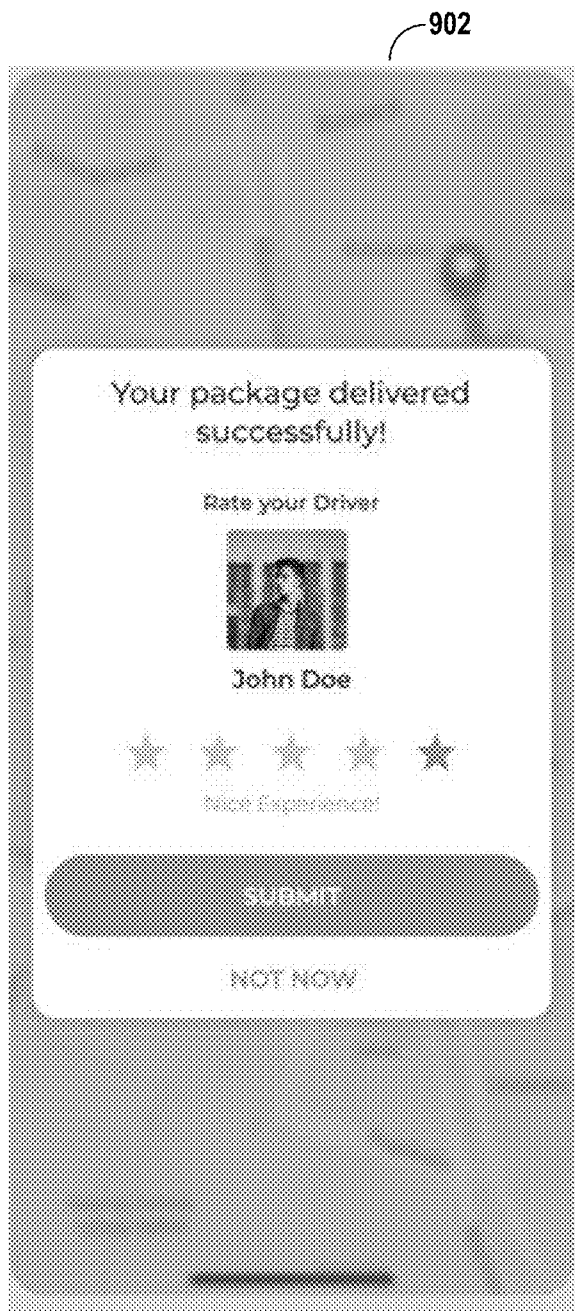 902
Your package delivered
successfully!
Rate your Driver
John Doe
Nice Experience!
SUBMIT
NOT NOW